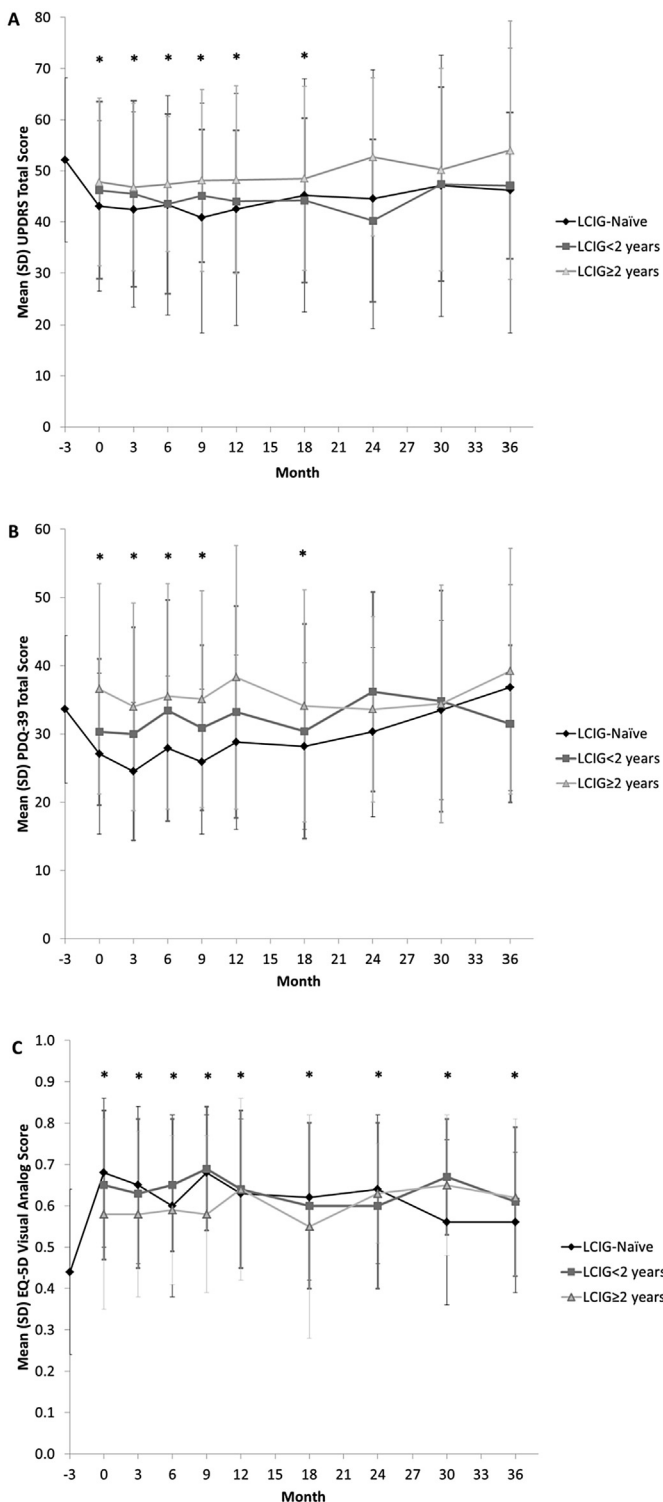 A
Mean (SD) UPDRS Total Score
80
70
60
50
40
30
20
10
0
* * * * * *
-3 0 3 6 9 12 15 18 21 24 27 30 33 36
Month
LCIG-Naïve
LCIG<2 years
LCIG≥2 years
B
Mean (SD) PDQ-39 Total Score
60
50
40
30
20
10
0
* * * * *
-3 0 3 6 9 12 15 18 21 24 27 30 33 36
Month
LCIG-Naïve
LCIG<2 years
LCIG≥2 years
C
Mean (SD) EQ-5D Visual Analog Score
1.0
0.9
0.8
0.7
0.6
0.5
0.4
0.3
0.2
0.1
0.0
* * * * * * * * *
-3 0 3 6 9 12 15 18 21 24 27 30 33 36
Month
LCIG-Naïve
LCIG<2 years
LCIG≥2 years